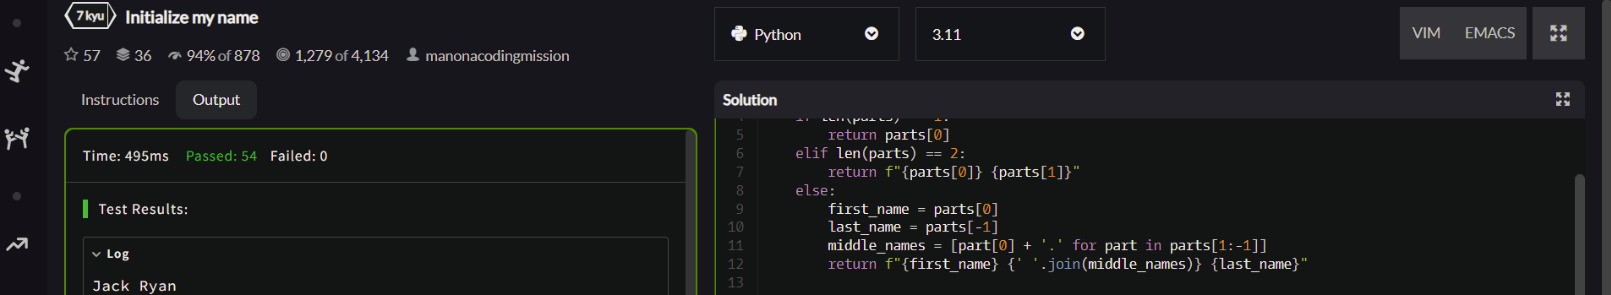 7 kyu Initialize my name
57 36 94% of 878 1,279 of 4,134 manonacodingmission
Instructions Output
Time: 495ms Passed: 54 Failed: 0
Test Results:
Log
Jack Ryan
Python 3.11 VIM EMACS
Solution
5 return parts[0]
6 elif len(parts) == 2:
7 return f"{parts[0]} {parts[1]}"
8 else:
9 first_name = parts[0]
10 last_name = parts[-1]
11 middle_names = [part[0] + '.' for part in parts[1:-1]]
12 return f"{first_name} {' '.join(middle_names)} {last_name}"
13